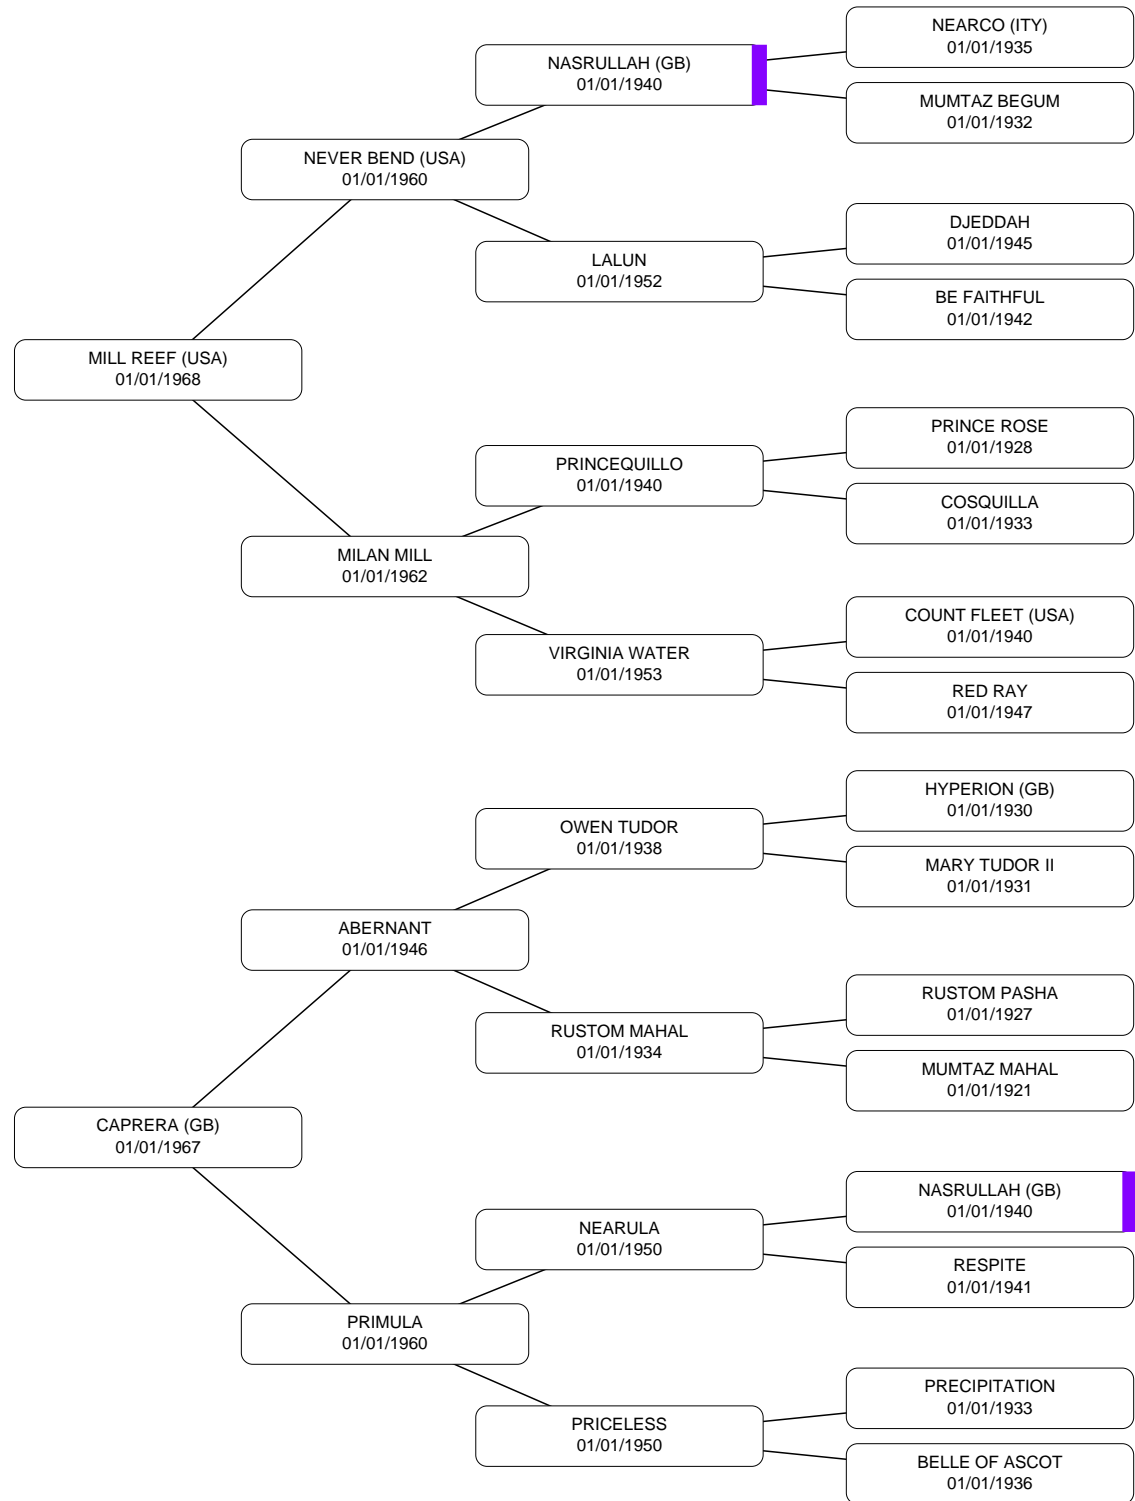 NEARCO (ITY)
01/01/1935
NASRULLAH (GB)
01/01/1940
MUMTAZ BEGUM
01/01/1932
NEVER BEND (USA)
01/01/1960
DJEDDAH
01/01/1945
LALUN
01/01/1952
BE FAITHFUL
01/01/1942
MILL REEF (USA)
01/01/1968
PRINCE ROSE
01/01/1928
PRINCEQUILLO
01/01/1940
COSQUILLA
01/01/1933
MILAN MILL
01/01/1962
COUNT FLEET (USA)
01/01/1940
VIRGINIA WATER
01/01/1953
RED RAY
01/01/1947
HYPERION (GB)
01/01/1930
OWEN TUDOR
01/01/1938
MARY TUDOR II
01/01/1931
ABERNANT
01/01/1946
RUSTOM PASHA
01/01/1927
RUSTOM MAHAL
01/01/1934
MUMTAZ MAHAL
01/01/1921
CAPRERA (GB)
01/01/1967
NASRULLAH (GB)
01/01/1940
NEARULA
01/01/1950
RESPITE
01/01/1941
PRIMULA
01/01/1960
PRECIPITATION
01/01/1933
PRICELESS
01/01/1950
BELLE OF ASCOT
01/01/1936